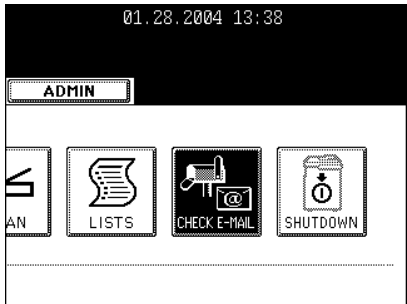 01.28.2004 13:38
ADMIN
AN
LISTS
@
CHECK E-MAIL
SHUTDOWN